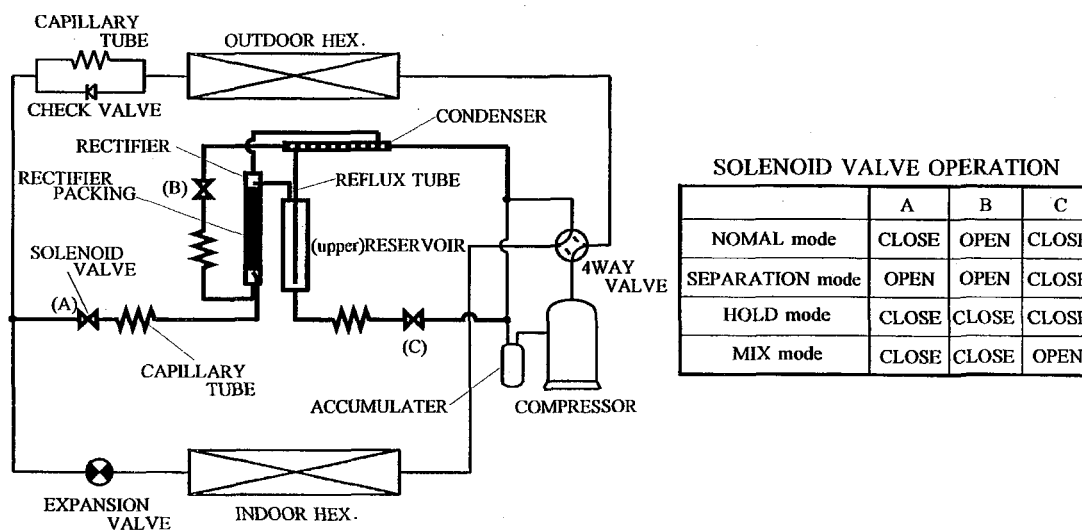 CAPILLARY
TUBE
OUTDOOR HEX.
CHECK VALVE
CONDENSER
RECTIFIER
RECTIFIER
PACKING
(B)
REFLUX TUBE
(upper)RESERVOIR
SOLENOID
VALVE
(A)
4WAY
VALVE
(C)
CAPILLARY
TUBE
ACCUMULATER
COMPRESSOR
EXPANSION
VALVE
INDOOR HEX.
SOLENOID VALVE OPERATION
A B C
NOMAL mode CLOSE OPEN CLOSE
SEPARATION mode OPEN OPEN CLOSE
HOLD mode CLOSE CLOSE CLOSE
MIX mode CLOSE CLOSE OPEN